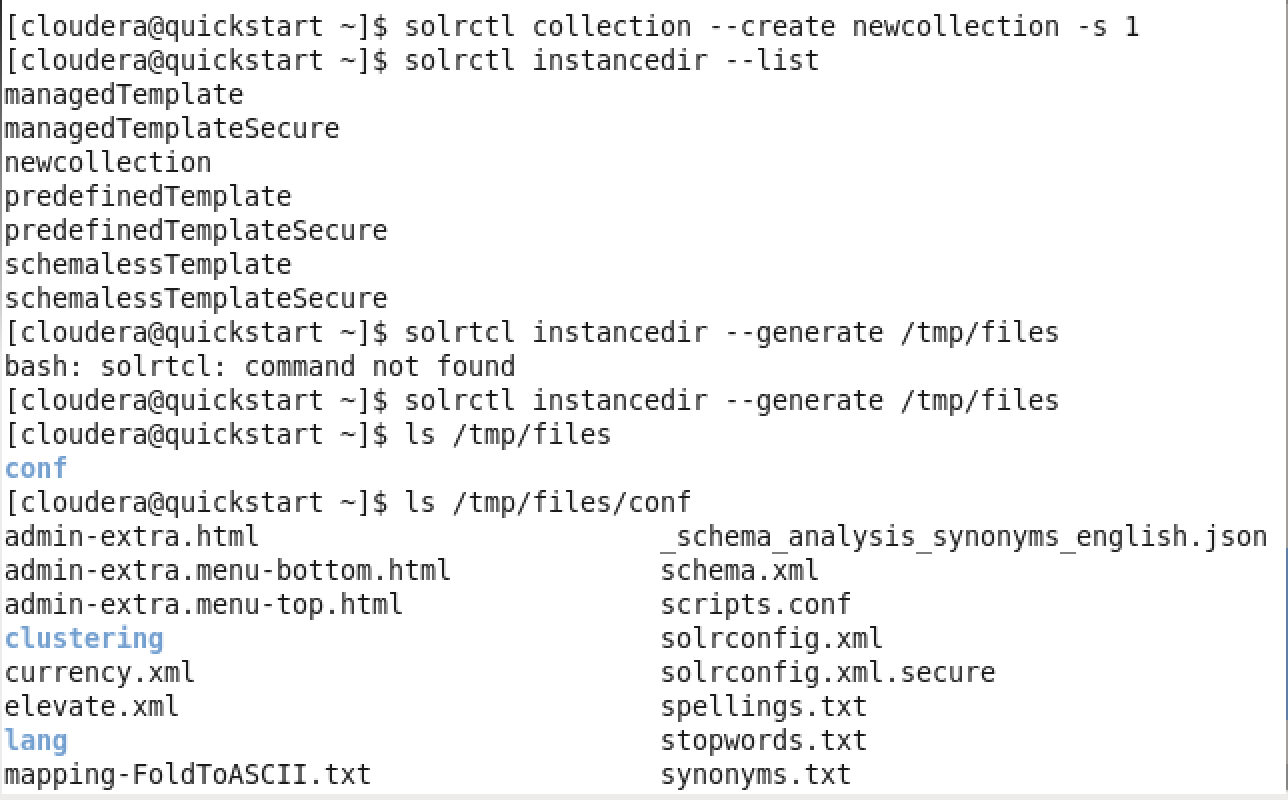 [cloudera@quickstart ~]$ solrctl collection --create newcollection -s 1
[cloudera@quickstart ~]$ solrctl instancedir --list
managedTemplate
managedTemplateSecure
newcollection
predefinedTemplate
predefinedTemplateSecure
schemalessTemplate
schemalessTemplateSecure
[cloudera@quickstart ~]$ solrtcl instancedir --generate /tmp/files
bash: solrtcl: command not found
[cloudera@quickstart ~]$ solrctl instancedir --generate /tmp/files
[cloudera@quickstart ~]$ ls /tmp/files
conf
[cloudera@quickstart ~]$ ls /tmp/files/conf
admin-extra.html _schema_analysis_synonyms_english.json
admin-extra.menu-bottom.html schema.xml
admin-extra.menu-top.html scripts.conf
clustering solrconfig.xml
currency.xml solrconfig.xml.secure
elevate.xml spellings.txt
lang stopwords.txt
mapping-FoldToASCII.txt synonyms.txt